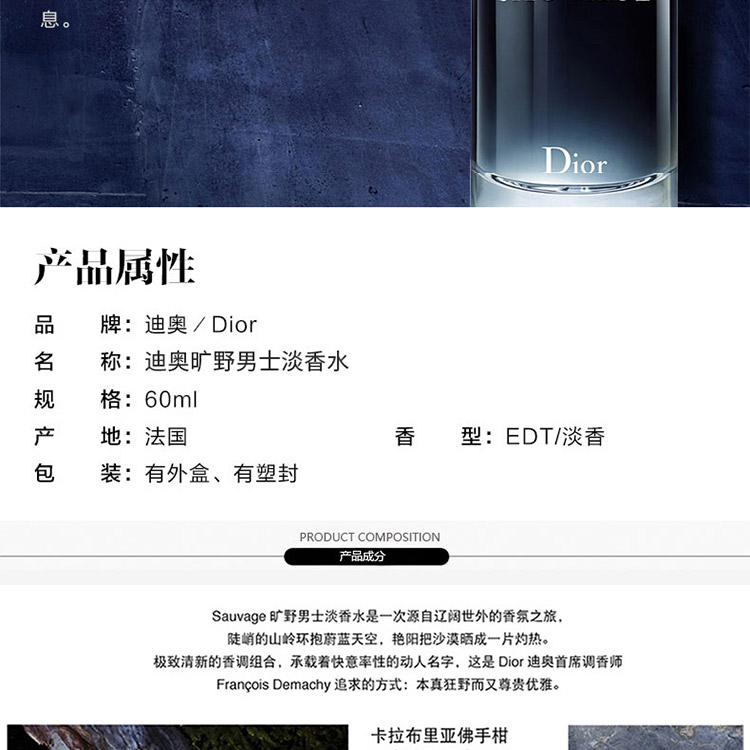 息。
Dior
产品属性
品 牌：迪奥／Dior
名 称：迪奥旷野男士淡香水
规 格：60ml
产 地：法国 香 型：EDT/淡香
包 装：有外盒、有塑封
PRODUCT COMPOSITION
产品成分
Sauvage 旷野男士淡香水是一次源自辽阔世外的香氛之旅，
陡峭的山岭环抱蔚蓝天空，艳阳把沙漠晒成一片灼热。
极致清新的香调组合，承载着快意率性的动人名字，这是 Dior 迪奥首席调香师
François Demachy 追求的方式：本真狂野而又尊贵优雅。
卡拉布里亚佛手柑